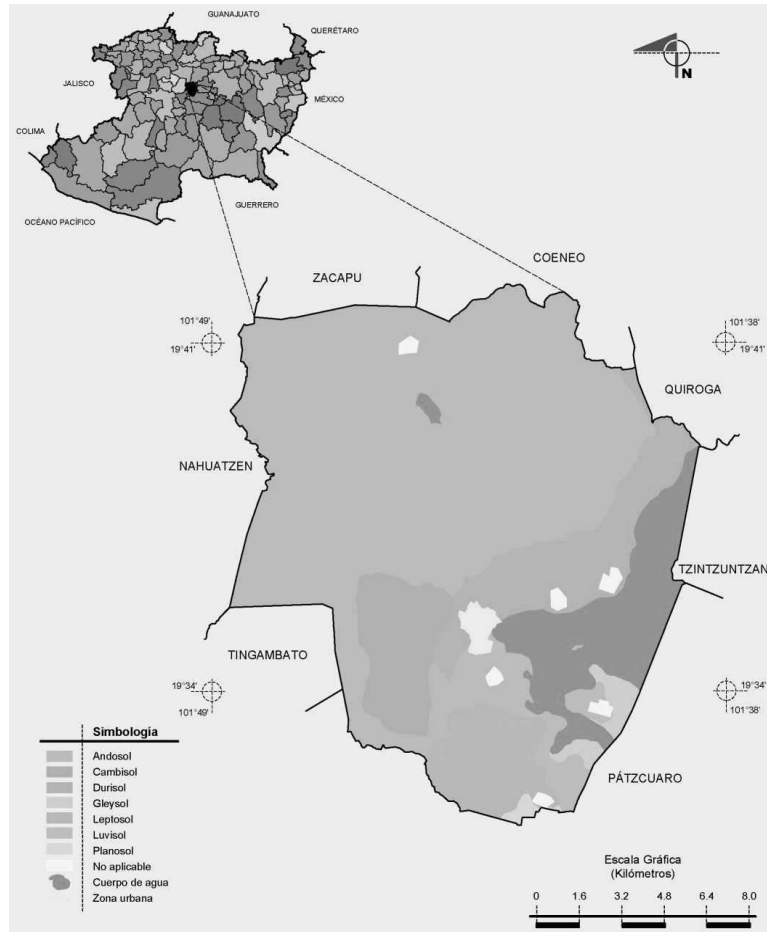 GUANAJUATO
QUERÉTARO
JALISCO
MÉXICO
COLIMA
GUERRERO
OCÉANO PACÍFICO
N
COENEO
ZACAPU
101°49'
19°41'
101°38'
19°41'
QUIROGA
NAHUATZEN
TZINTZUNTZAN
TINGAMBATO
19°34'
101°49'
19°34'
101°38'
PÁTZCUARO
Simbología
Andosol
Cambisol
Durisol
Gleysol
Leptosol
Luvisol
Planosol
No aplicable
Cuerpo de agua
Zona urbana
Escala Gráfica
(Kilómetros)
0 1.6 3.2 4.8 6.4 8.0